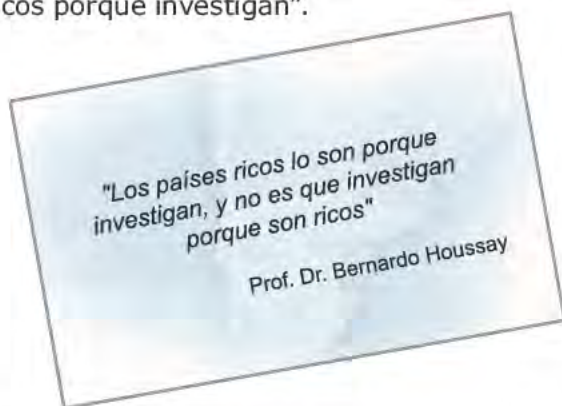 cos porque investigan".
"Los países ricos lo son porque
investigan, y no es que investigan
porque son ricos"
Prof. Dr. Bernardo Houssay